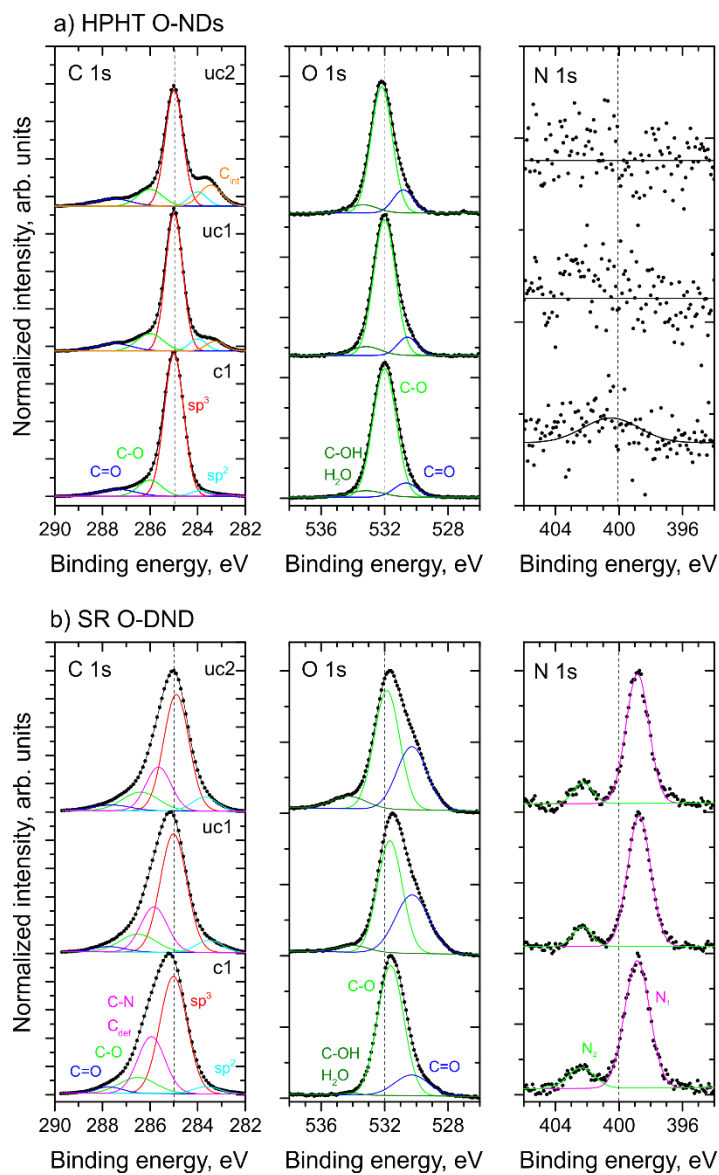 a) HPHT O-NDs
C 1s uc2
O 1s
N 1s
C_int
uc1
c1
sp³
C-O
C=O
sp²
C-O
C-OH
H₂O
C=O
Normalized intensity, arb. units
290 288 286 284 282
536 532 528
404 400 396
Binding energy, eV
Binding energy, eV
Binding energy, eV
b) SR O-DND
C 1s uc2
O 1s
N 1s
uc1
c1
C-N
C_def
C-O
C=O
sp³
sp²
C-O
C-OH
H₂O
C=O
N₂
N₁
Normalized intensity, arb. units
290 288 286 284 282
536 532 528
404 400 396
Binding energy, eV
Binding energy, eV
Binding energy, eV